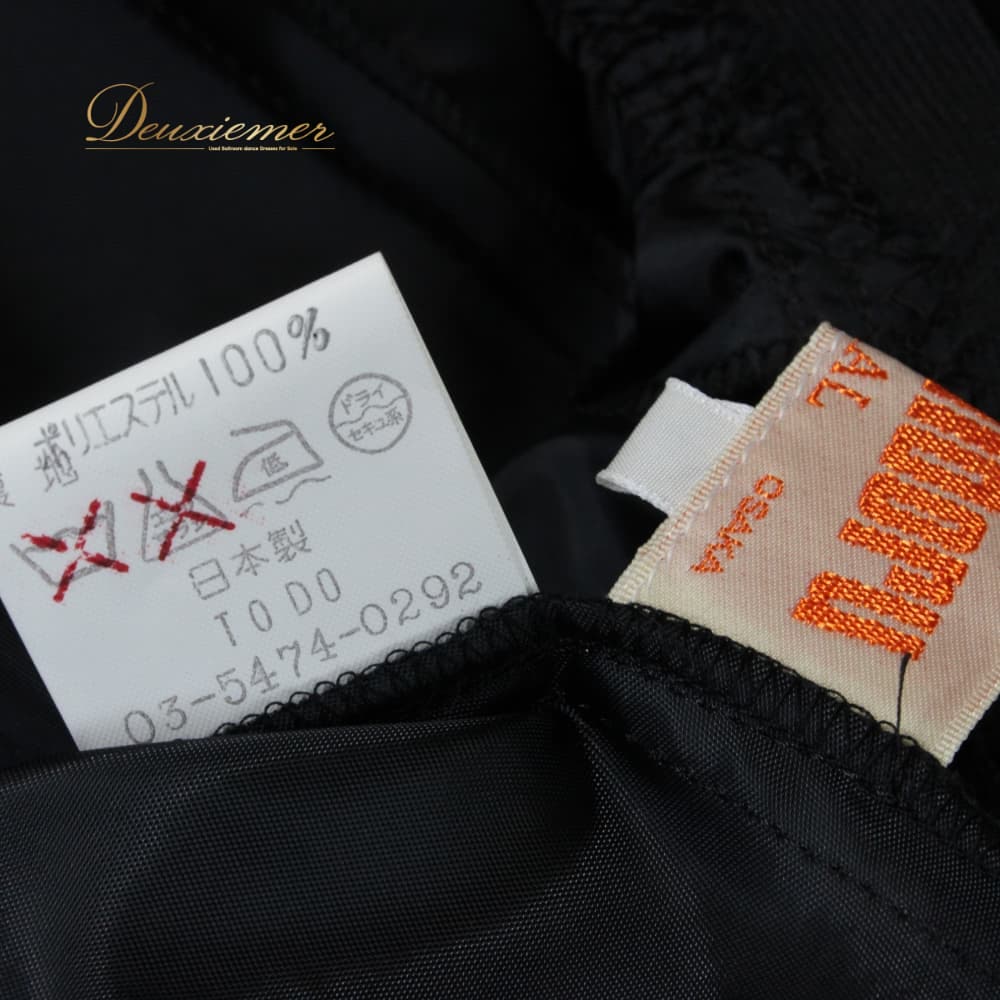 Deuxiemer
Used Ballroom dance Dresses for Sale
地 ポリエステル 100%
低
ドライ
セキユ系
日本製
TODO
03-5474-0292
AL
OSAKA